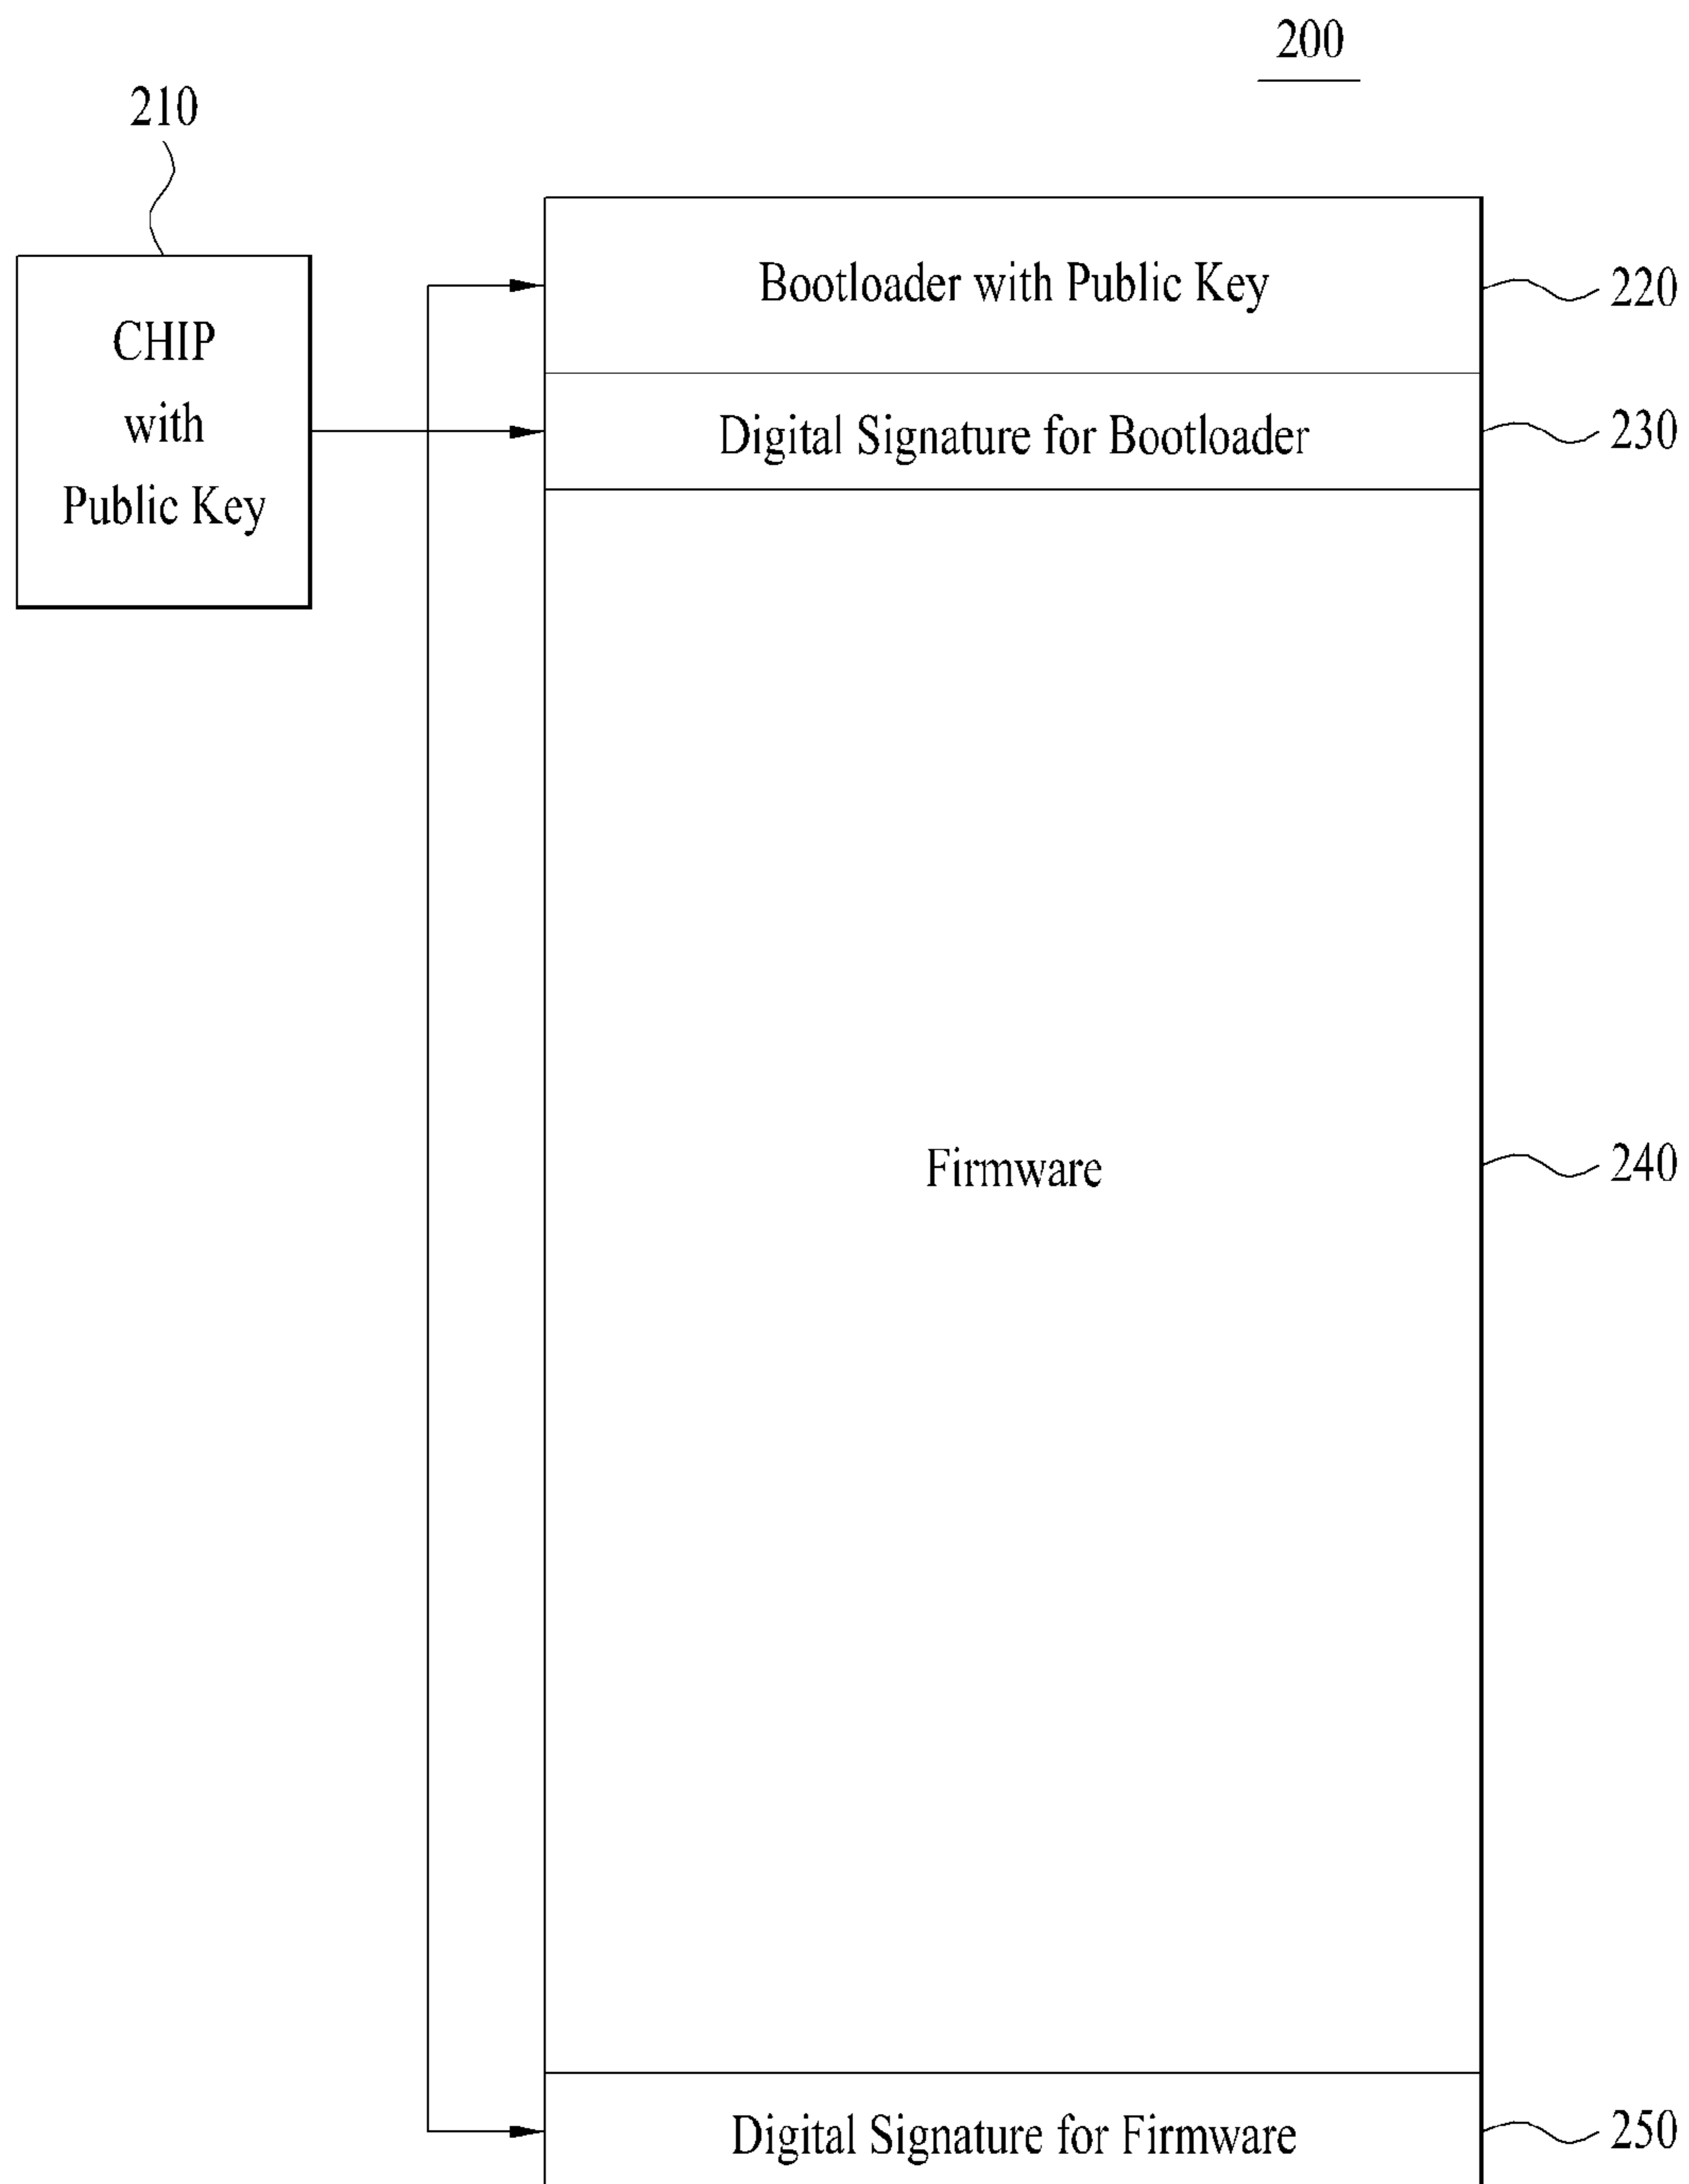 200
210
CHIP
with
Public Key
Bootloader with Public Key
220
Digital Signature for Bootloader
230
Firmware
240
Digital Signature for Firmware
250